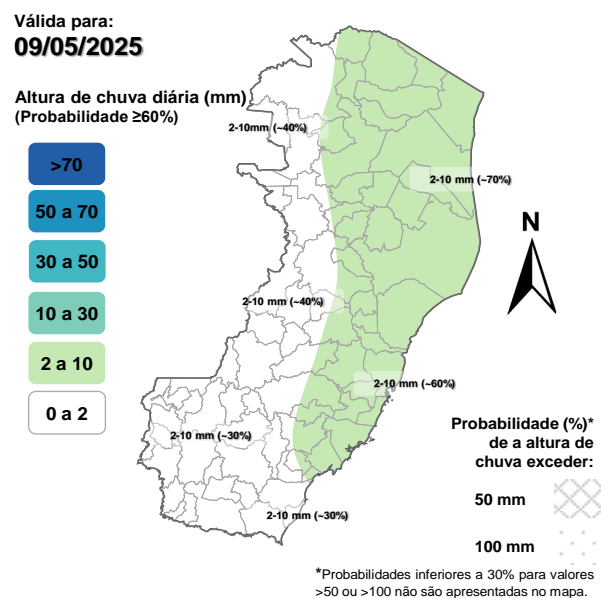 Válida para:
09/05/2025
Altura de chuva diária (mm)
(Probabilidade ≥60%)
>70
50 a 70
30 a 50
10 a 30
2 a 10
0 a 2
2-10mm (~40%)
2-10 mm (~70%)
2-10 mm (~40%)
2-10 mm (~60%)
2-10 mm (~30%)
2-10 mm (~30%)
N
Probabilidade (%)*
de a altura de
chuva exceder:
50 mm
100 mm
*Probabilidades inferiores a 30% para valores
>50 ou >100 não são apresentadas no mapa.